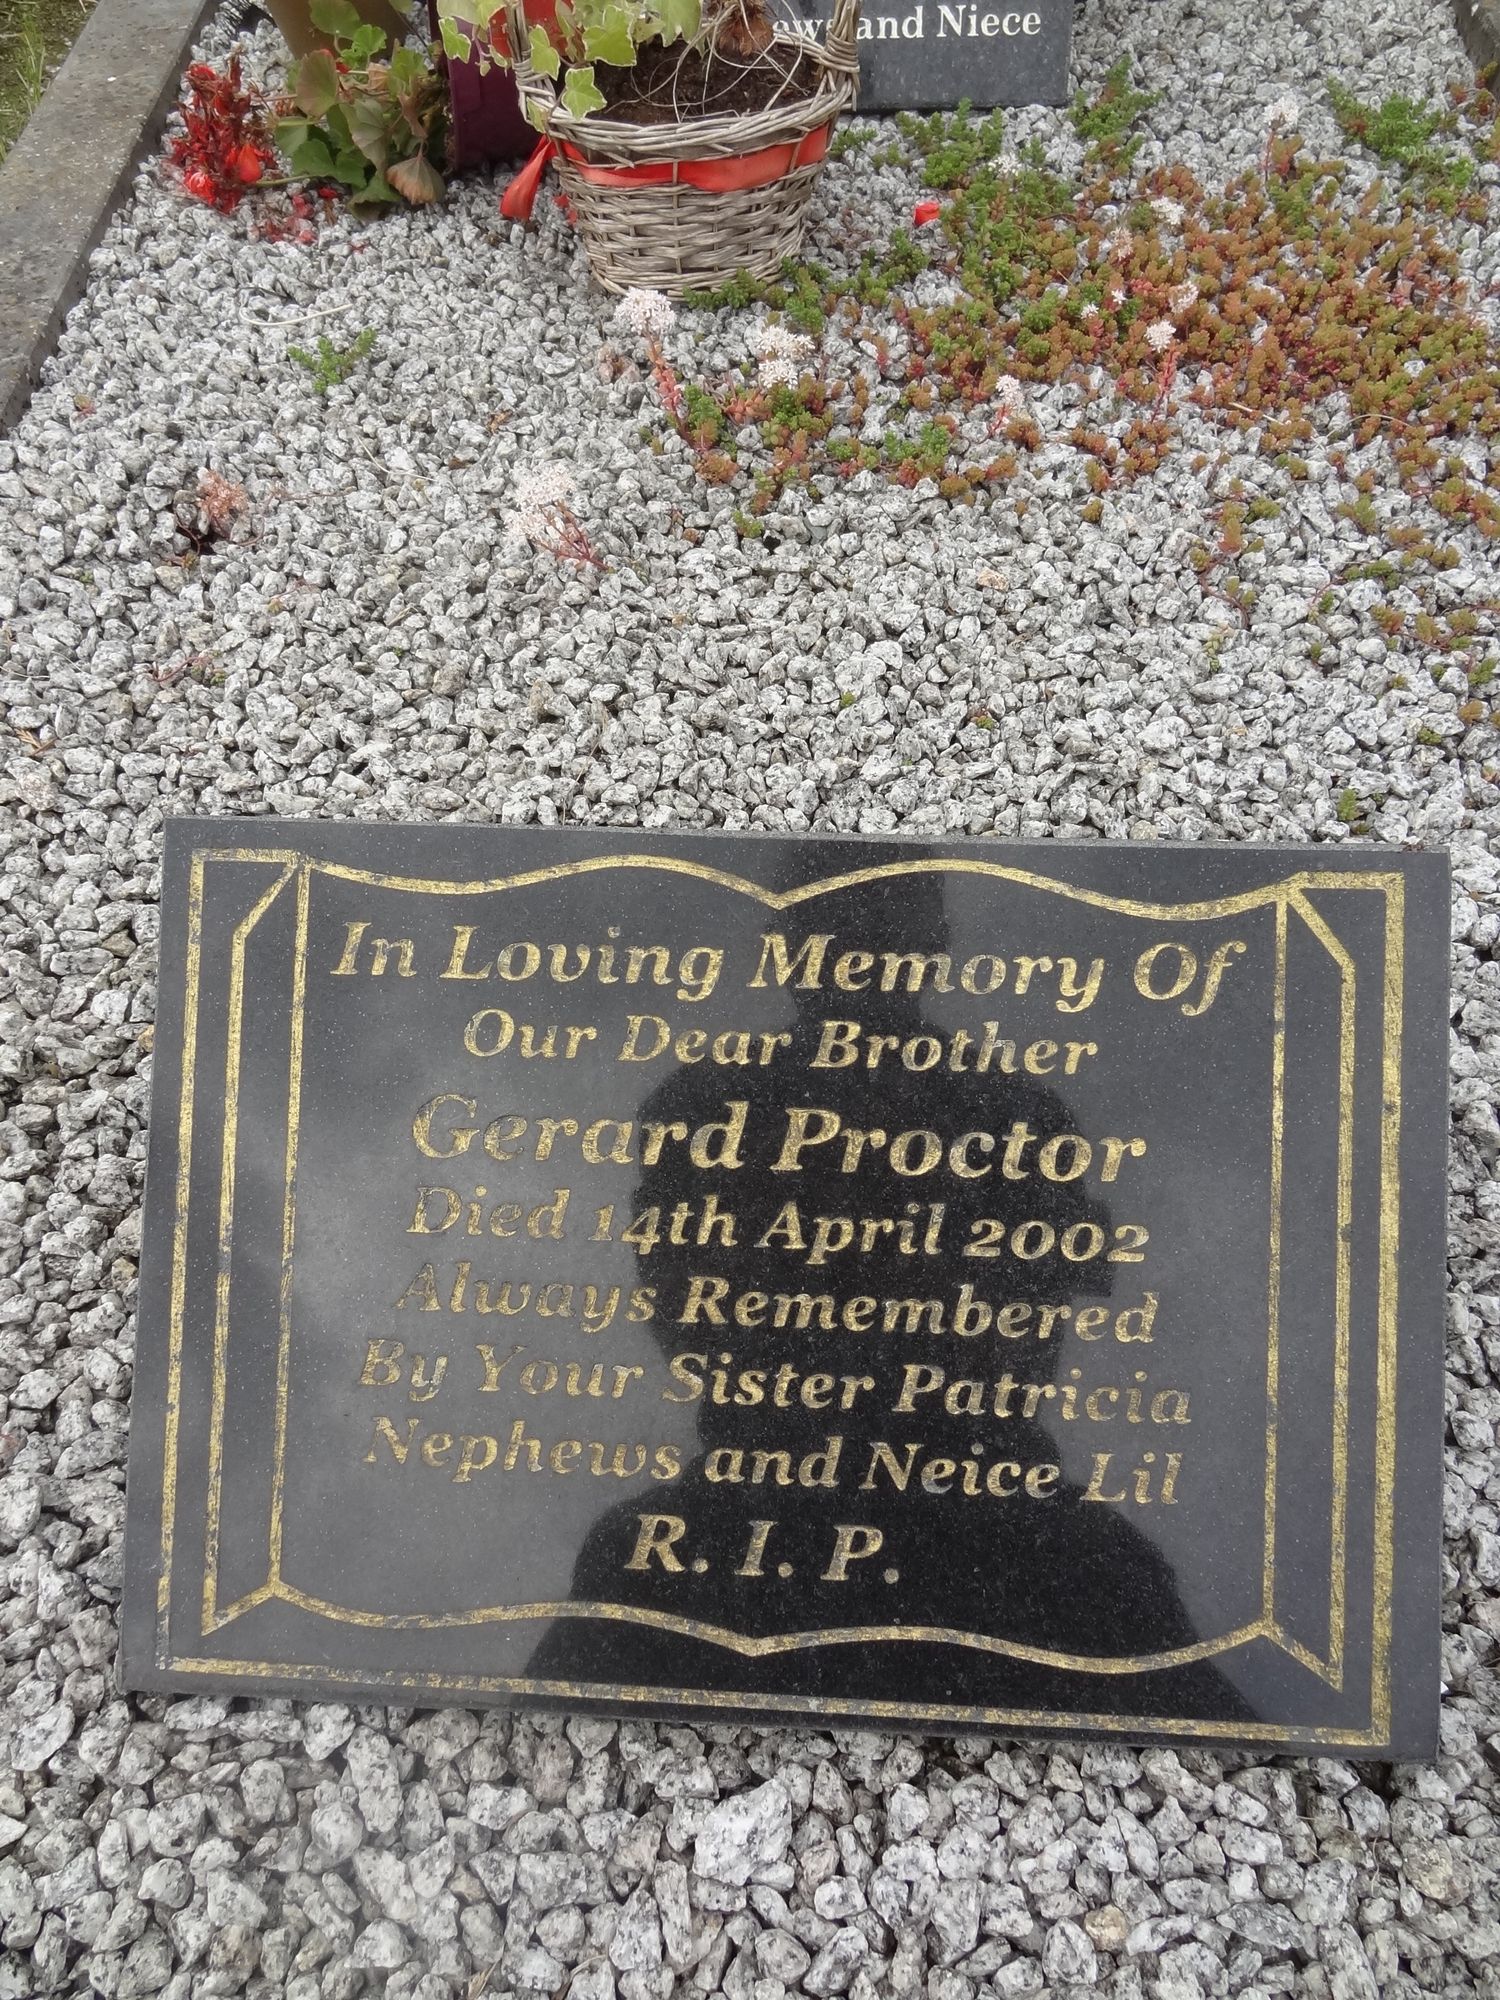 and Niece
In Loving Memory Of
Our Dear Brother
Gerard Proctor
Died 14th April 2002
Always Remembered
By Your Sister Patricia
Nephews and Neice Lil
R. I. P.